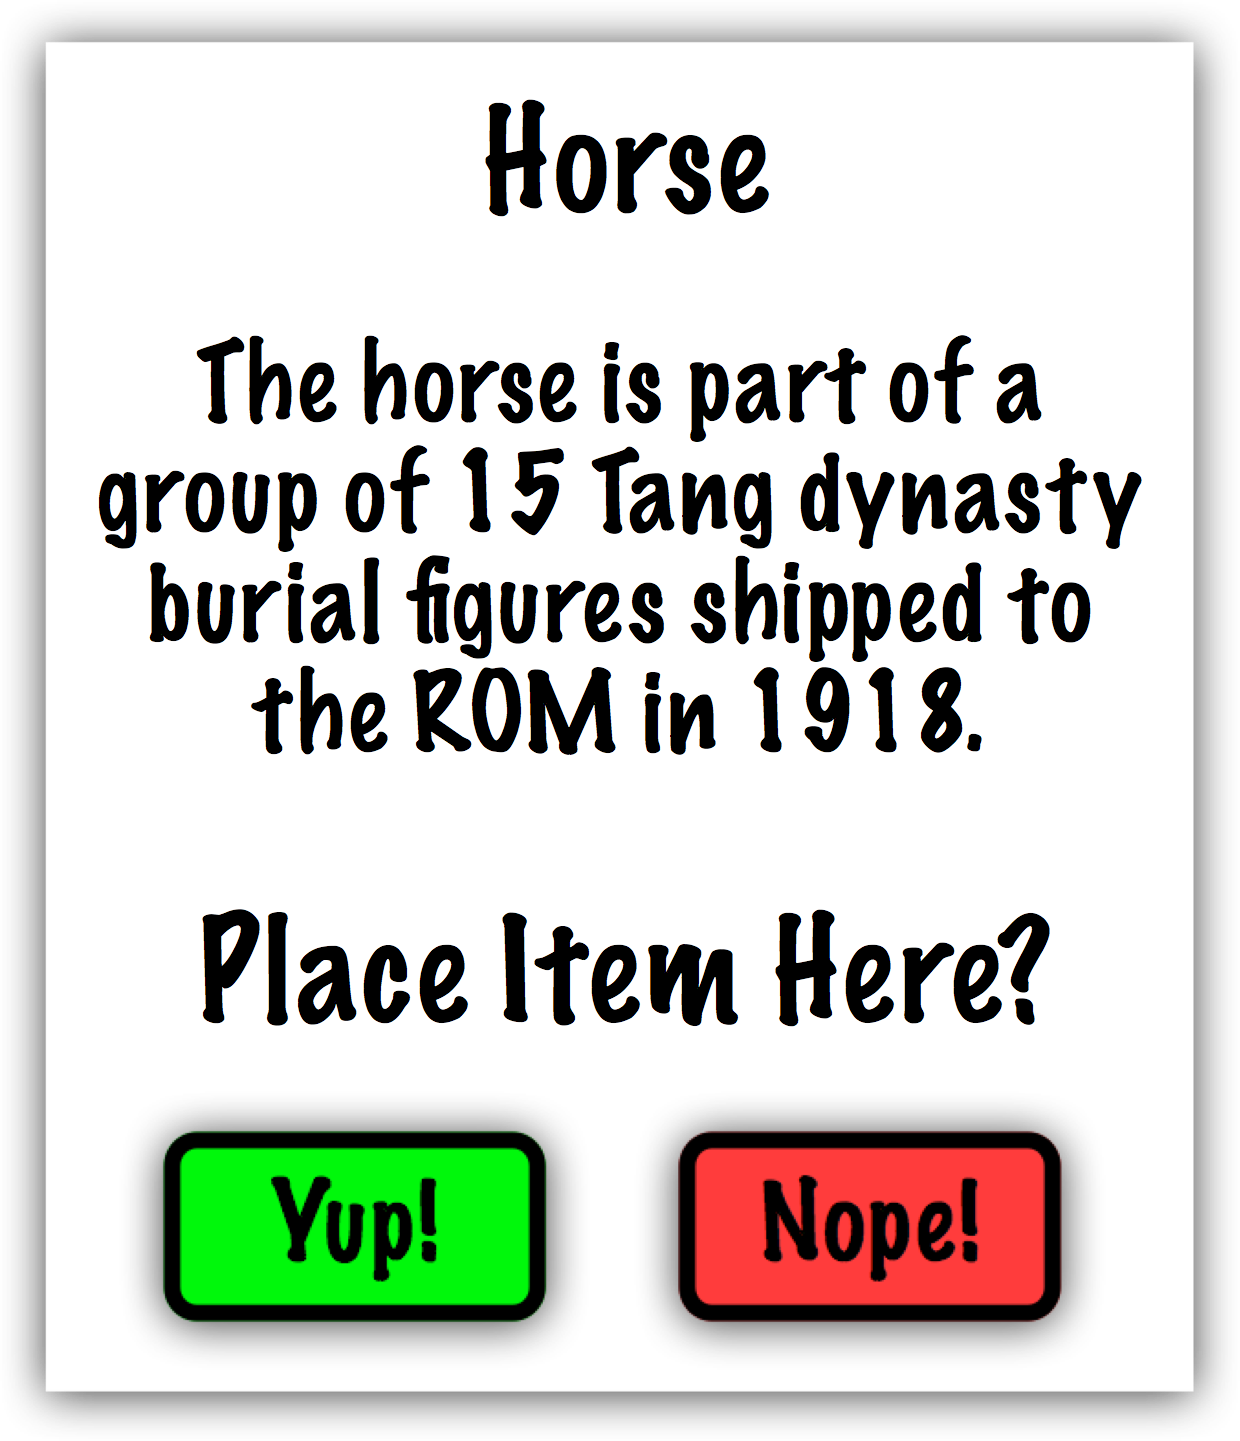 Horse
The horse is part of a
group of 15 Tang dynasty
burial figures shipped to
the ROM in 1918.
Place Item Here?
Yup!
Nope!